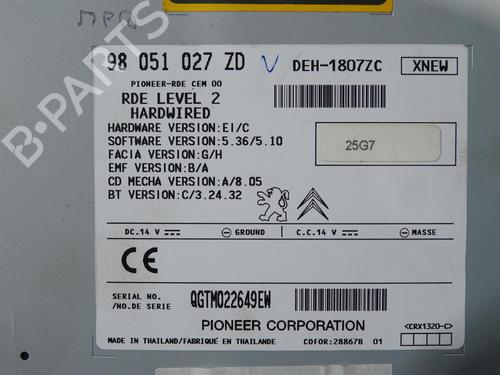 98 051 027 ZD V DEH-1807ZC XNEW
PIONEER-RDE CEM 00
RDE LEVEL 2
HARDWIRED
HARDWARE VERSION:EI/C
SOFTWARE VERSION: 5.36/5.10
FACIA VERSION:G/H
EMF VERSION:B/A
CD MECHA VERSION:A/8.05
BT VERSION:C/3.24.32
25G7
DC.14 V GROUND C.C.14 V MASSE
CE
SERIAL NO.
/NO.DE SERIE
QGTM022649EW
PIONEER CORPORATION
<CRX1320-C>
MADE IN THAILAND/FABRIQUÉ EN THAILANDE COFOR:28867B 01
B-PARTS